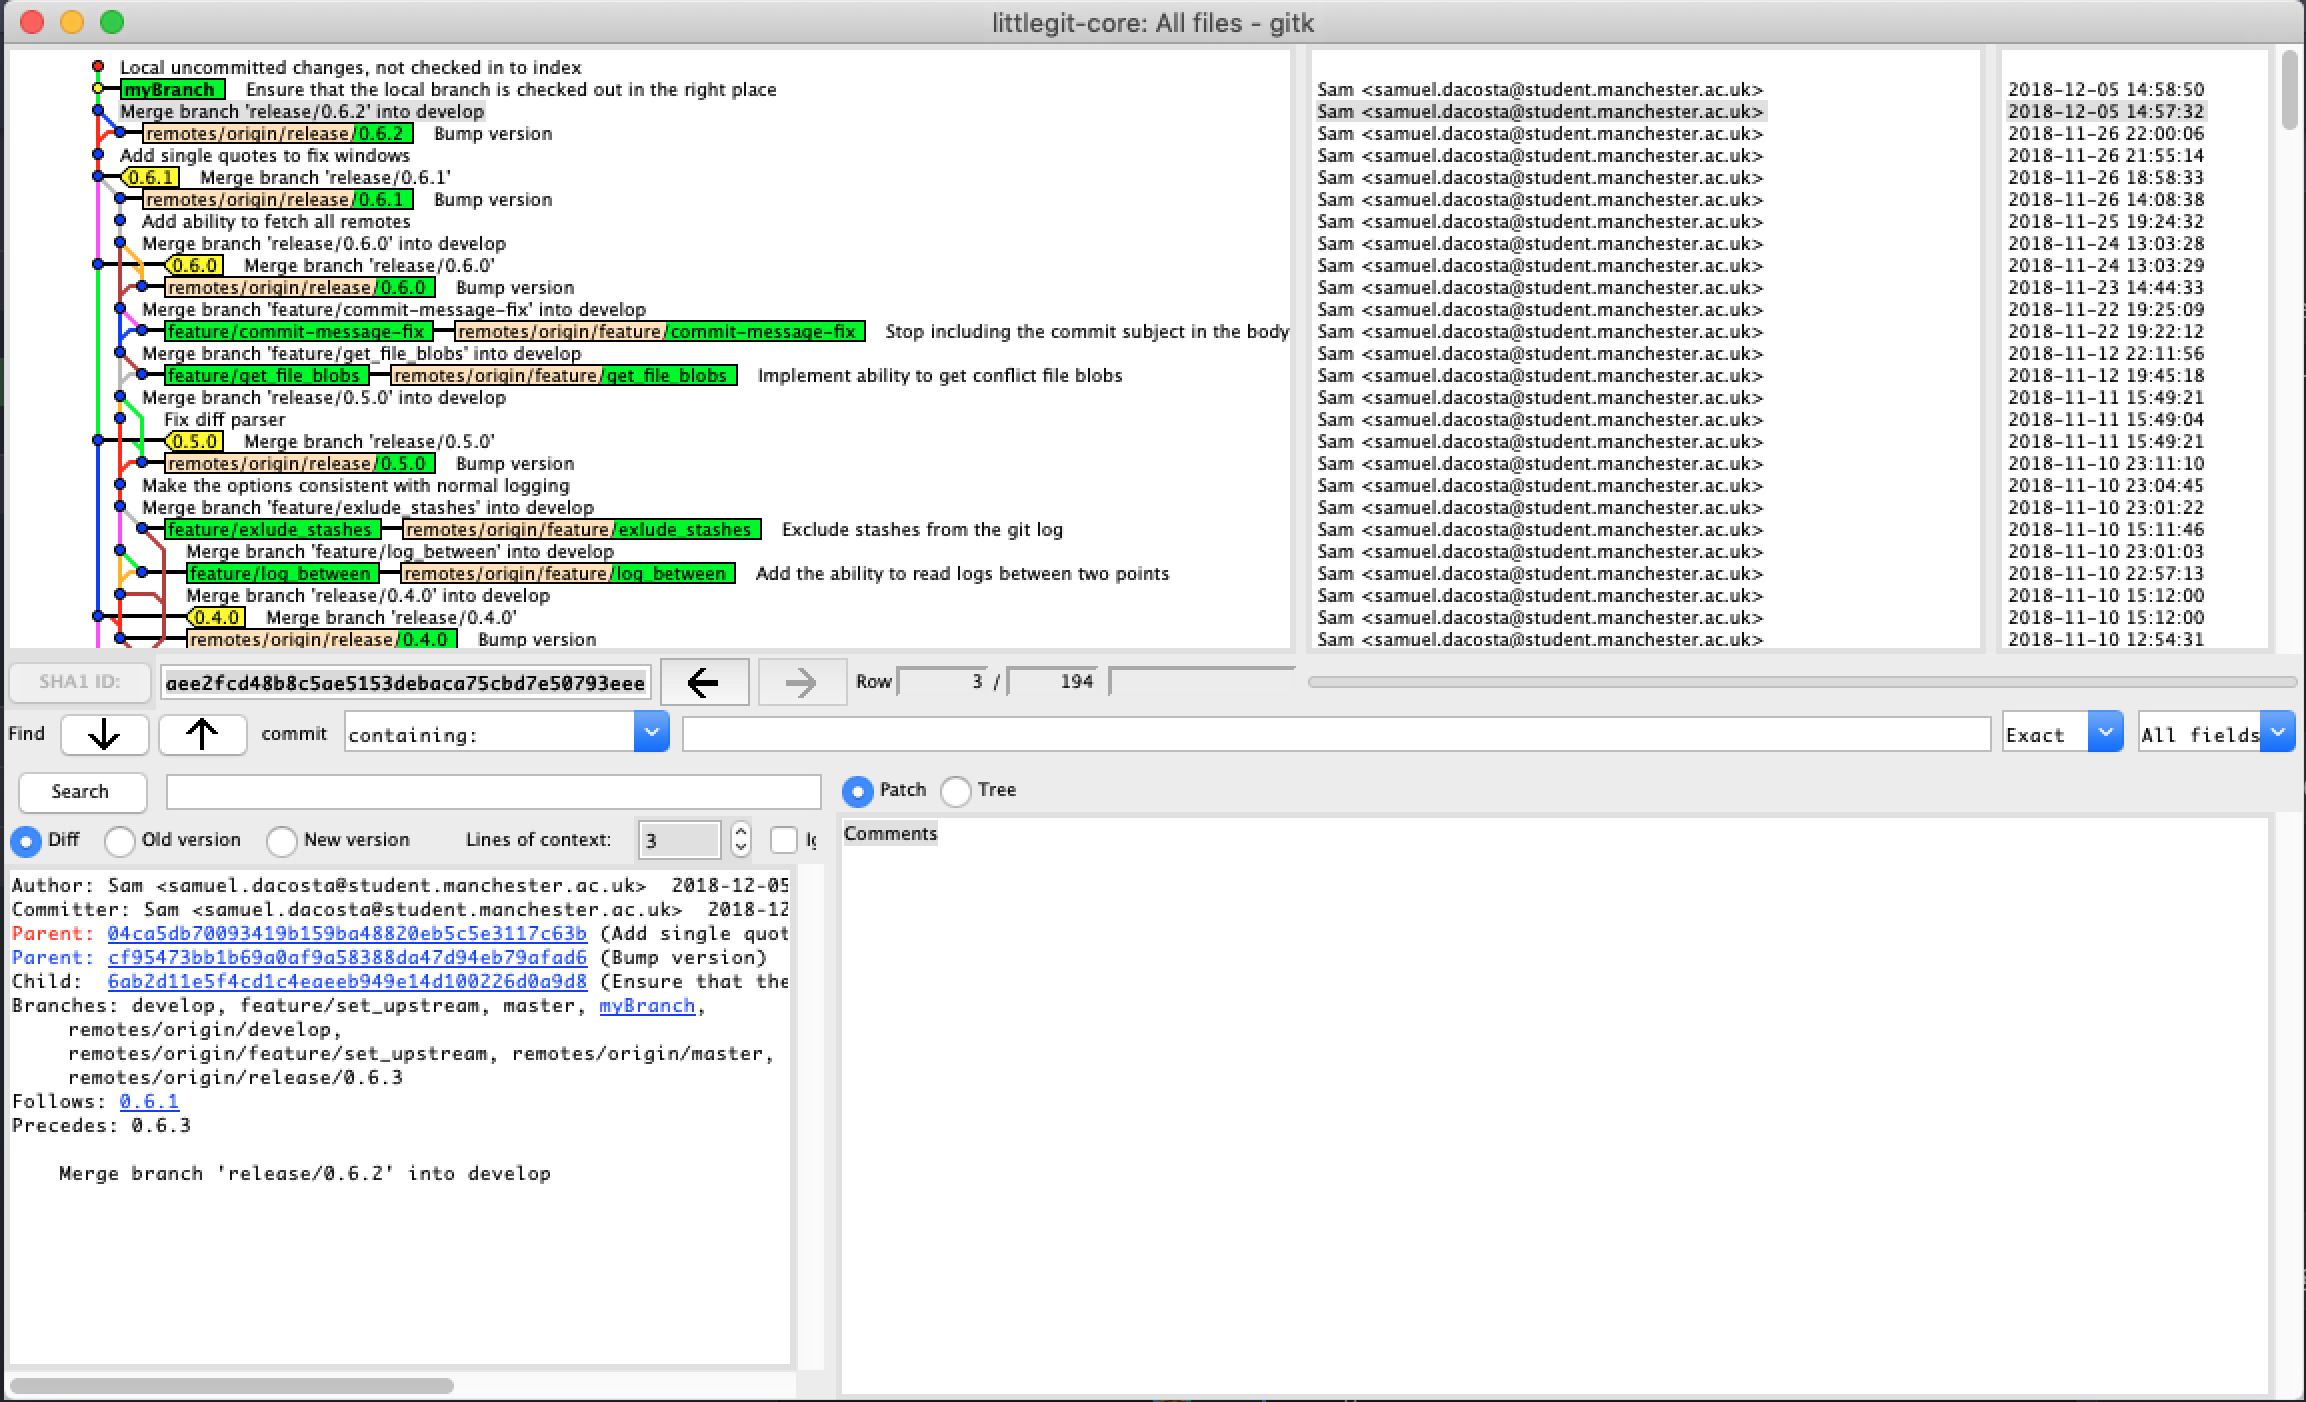 littlegit-core: All files - gitk
Local uncommitted changes, not checked in to index
myBranch Ensure that the local branch is checked out in the right place Sam <samuel.dacosta@student.manchester.ac.uk> 2018-12-05 14:58:50
Merge branch 'release/0.6.2' into develop Sam <samuel.dacosta@student.manchester.ac.uk> 2018-12-05 14:57:32
remotes/origin/release/0.6.2 Bump version Sam <samuel.dacosta@student.manchester.ac.uk> 2018-11-26 22:00:06
Add single quotes to fix windows Sam <samuel.dacosta@student.manchester.ac.uk> 2018-11-26 21:55:14
0.6.1 Merge branch 'release/0.6.1' Sam <samuel.dacosta@student.manchester.ac.uk> 2018-11-26 18:58:33
remotes/origin/release/0.6.1 Bump version Sam <samuel.dacosta@student.manchester.ac.uk> 2018-11-26 14:08:38
Add ability to fetch all remotes Sam <samuel.dacosta@student.manchester.ac.uk> 2018-11-25 19:24:32
Merge branch 'release/0.6.0' into develop Sam <samuel.dacosta@student.manchester.ac.uk> 2018-11-24 13:03:28
0.6.0 Merge branch 'release/0.6.0' Sam <samuel.dacosta@student.manchester.ac.uk> 2018-11-24 13:03:29
remotes/origin/release/0.6.0 Bump version Sam <samuel.dacosta@student.manchester.ac.uk> 2018-11-23 14:44:33
Merge branch 'feature/commit-message-fix' into develop Sam <samuel.dacosta@student.manchester.ac.uk> 2018-11-22 19:25:09
feature/commit-message-fix remotes/origin/feature/commit-message-fix Stop including the commit subject in the body Sam <samuel.dacosta@student.manchester.ac.uk> 2018-11-22 19:22:12
Merge branch 'feature/get_file_blobs' into develop Sam <samuel.dacosta@student.manchester.ac.uk> 2018-11-12 22:11:56
feature/get_file_blobs remotes/origin/feature/get_file_blobs Implement ability to get conflict file blobs Sam <samuel.dacosta@student.manchester.ac.uk> 2018-11-12 19:45:18
Merge branch 'release/0.5.0' into develop Sam <samuel.dacosta@student.manchester.ac.uk> 2018-11-11 15:49:21
Fix diff parser Sam <samuel.dacosta@student.manchester.ac.uk> 2018-11-11 15:49:04
0.5.0 Merge branch 'release/0.5.0' Sam <samuel.dacosta@student.manchester.ac.uk> 2018-11-11 15:49:21
remotes/origin/release/0.5.0 Bump version Sam <samuel.dacosta@student.manchester.ac.uk> 2018-11-10 23:11:10
Make the options consistent with normal logging Sam <samuel.dacosta@student.manchester.ac.uk> 2018-11-10 23:04:45
Merge branch 'feature/exlude_stashes' into develop Sam <samuel.dacosta@student.manchester.ac.uk> 2018-11-10 23:01:22
feature/exlude_stashes remotes/origin/feature/exlude_stashes Exclude stashes from the git log Sam <samuel.dacosta@student.manchester.ac.uk> 2018-11-10 15:11:46
Merge branch 'feature/log_between' into develop Sam <samuel.dacosta@student.manchester.ac.uk> 2018-11-10 23:01:03
feature/log_between remotes/origin/feature/log_between Add the ability to read logs between two points Sam <samuel.dacosta@student.manchester.ac.uk> 2018-11-10 22:57:13
Merge branch 'release/0.4.0' into develop Sam <samuel.dacosta@student.manchester.ac.uk> 2018-11-10 15:12:00
0.4.0 Merge branch 'release/0.4.0' Sam <samuel.dacosta@student.manchester.ac.uk> 2018-11-10 15:12:00
remotes/origin/release/0.4.0 Bump version Sam <samuel.dacosta@student.manchester.ac.uk> 2018-11-10 12:54:31
SHA1 ID: aee2fcd48b8c5ae5153debaca75cbd7e50793eee Row 3 / 194
Find commit containing: Exact All fields
Search Patch Tree
Diff Old version New version Lines of context: 3
Comments
Author: Sam <samuel.dacosta@student.manchester.ac.uk> 2018-12-05
Committer: Sam <samuel.dacosta@student.manchester.ac.uk> 2018-12
Parent: 04ca5db70093419b159ba48820eb5c5e3117c63b (Add single quot
Parent: cf95473bb1b69a0af9a58388da47d94eb79afad6 (Bump version)
Child: 6ab2d11e5f4cd1c4eaeeb949e14d100226d0a9d8 (Ensure that the
Branches: develop, feature/set_upstream, master, myBranch,
remotes/origin/develop,
remotes/origin/feature/set_upstream, remotes/origin/master,
remotes/origin/release/0.6.3
Follows: 0.6.1
Precedes: 0.6.3
Merge branch 'release/0.6.2' into develop